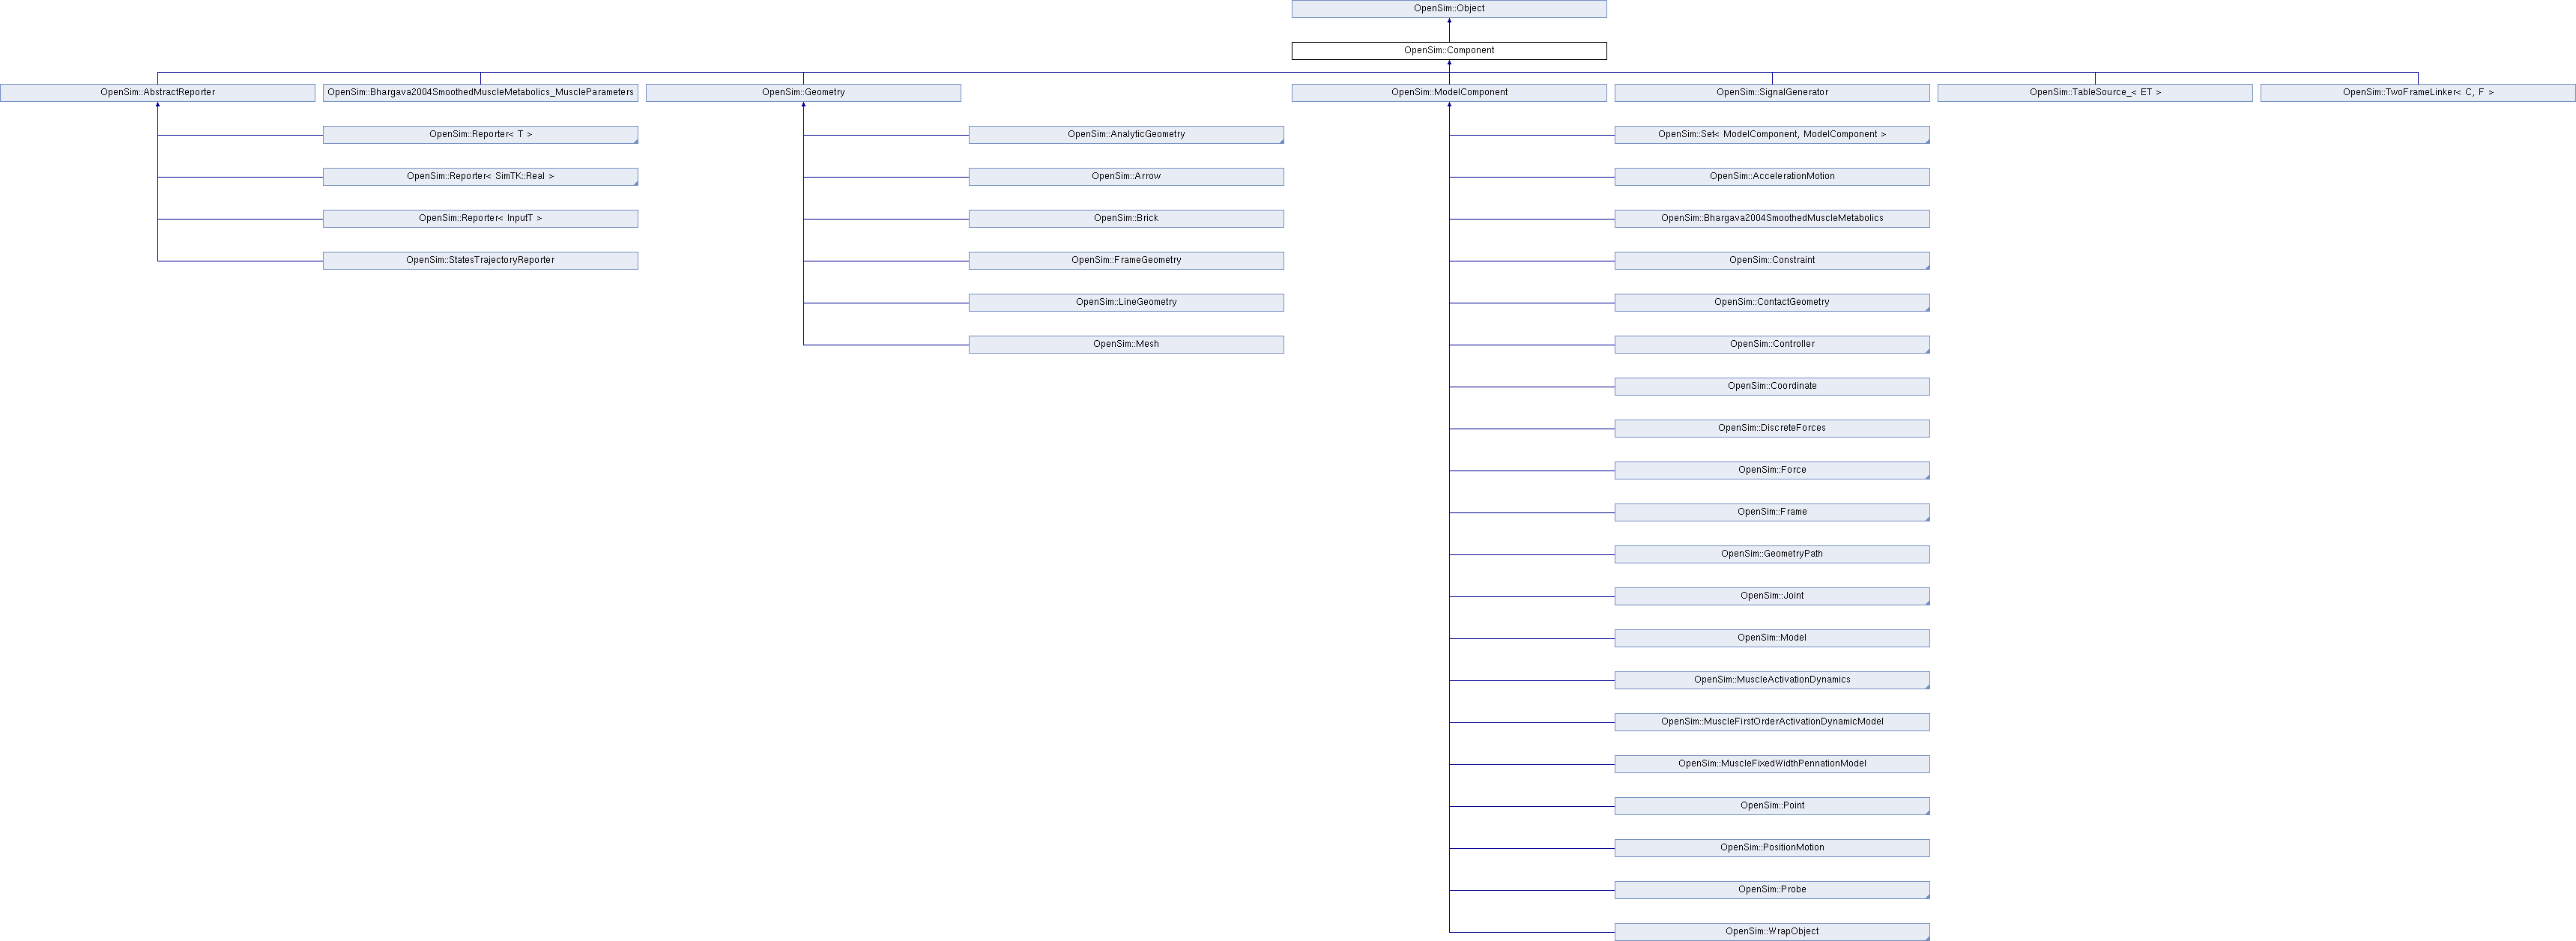 OpenSim::Object
OpenSim::Component
OpenSim::AbstractReporter
OpenSim::Bhargava2004SmoothedMuscleMetabolics_MuscleParameters
OpenSim::Geometry
OpenSim::ModelComponent
OpenSim::SignalGenerator
OpenSim::TableSource_< ET >
OpenSim::TwoFrameLinker< C, F >
OpenSim::Reporter< T >
OpenSim::AnalyticGeometry
OpenSim::Set< ModelComponent, ModelComponent >
OpenSim::Reporter< SimTK::Real >
OpenSim::Arrow
OpenSim::AccelerationMotion
OpenSim::Reporter< InputT >
OpenSim::Brick
OpenSim::Bhargava2004SmoothedMuscleMetabolics
OpenSim::StatesTrajectoryReporter
OpenSim::FrameGeometry
OpenSim::Constraint
OpenSim::LineGeometry
OpenSim::ContactGeometry
OpenSim::Mesh
OpenSim::Controller
OpenSim::Coordinate
OpenSim::DiscreteForces
OpenSim::Force
OpenSim::Frame
OpenSim::GeometryPath
OpenSim::Joint
OpenSim::Model
OpenSim::MuscleActivationDynamics
OpenSim::MuscleFirstOrderActivationDynamicModel
OpenSim::MuscleFixedWidthPennationModel
OpenSim::Point
OpenSim::PositionMotion
OpenSim::Probe
OpenSim::WrapObject